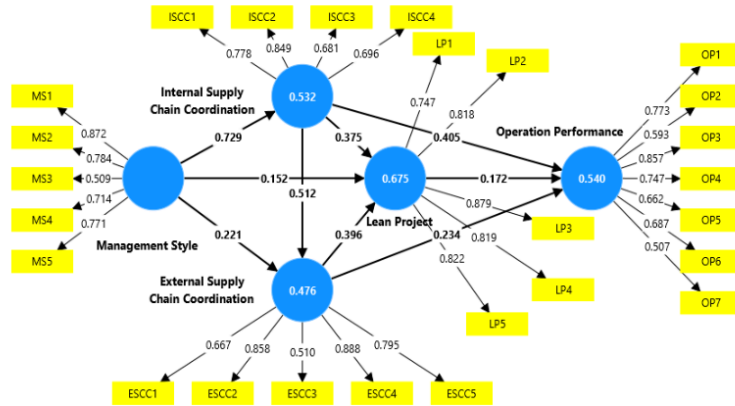 ISCC1 ISCC2 ISCC3 ISCC4
LP1
LP2
0.778 0.849 0.681 0.696
0.747
0.818
OP1
OP2
OP3
OP4
OP5
OP6
OP7
0.773
0.593
0.857
0.747
0.662
0.687
0.507
MS1
MS2
MS3
MS4
MS5
0.872
0.784
0.509
0.714
0.771
Internal Supply
Chain Coordination
0.532
Operation Performance
0.540
0.729
0.375
0.405
0.152
0.512
0.675
0.172
Lean Project
Management Style
0.221
0.396
0.234
0.879
0.819
0.822
LP3
LP4
LP5
External Supply
Chain Coordination
0.476
0.667 0.858 0.510 0.888 0.795
ESCC1 ESCC2 ESCC3 ESCC4 ESCC5